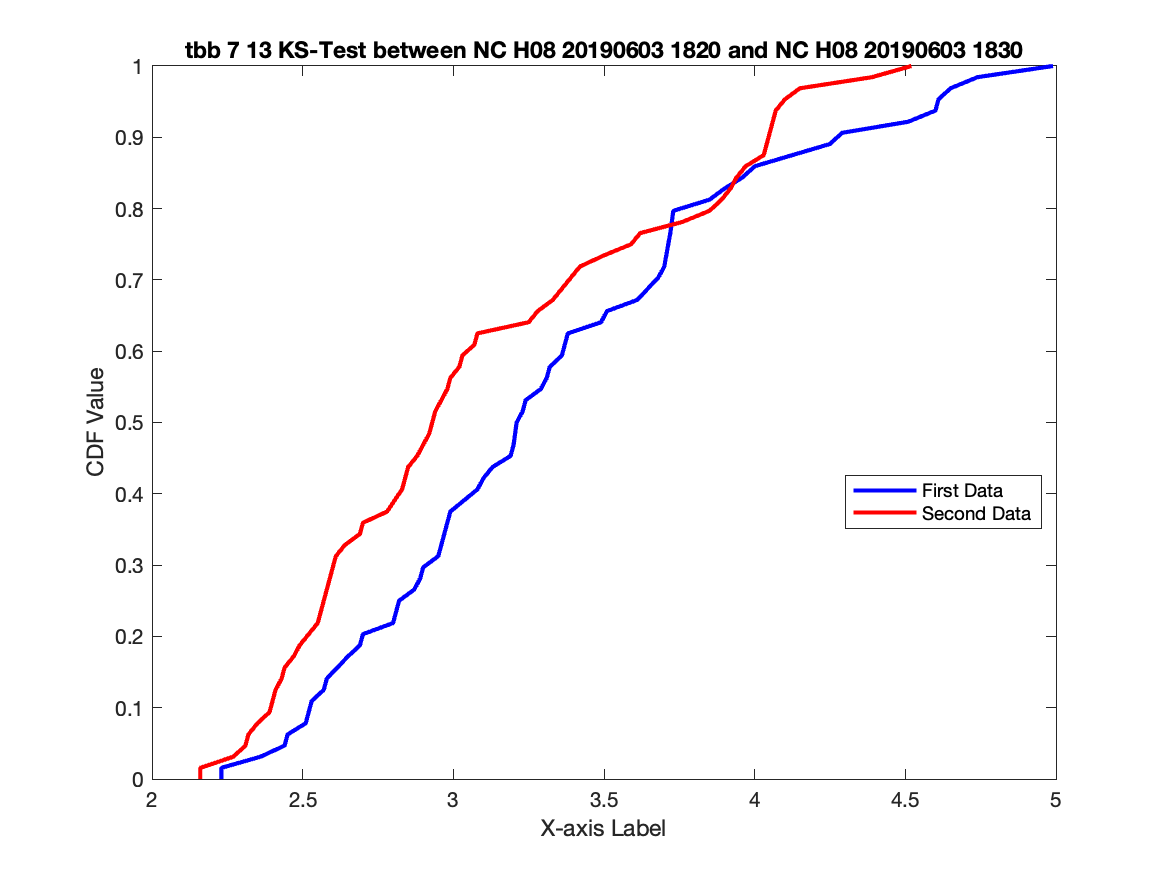 tbb 7 13 KS-Test between NC H08 20190603 1820 and NC H08 20190603 1830
1
0.9
0.8
0.7
0.6
0.5
0.4
0.3
0.2
0.1
0
CDF Value
First Data
Second Data
2 2.5 3 3.5 4 4.5 5
X-axis Label